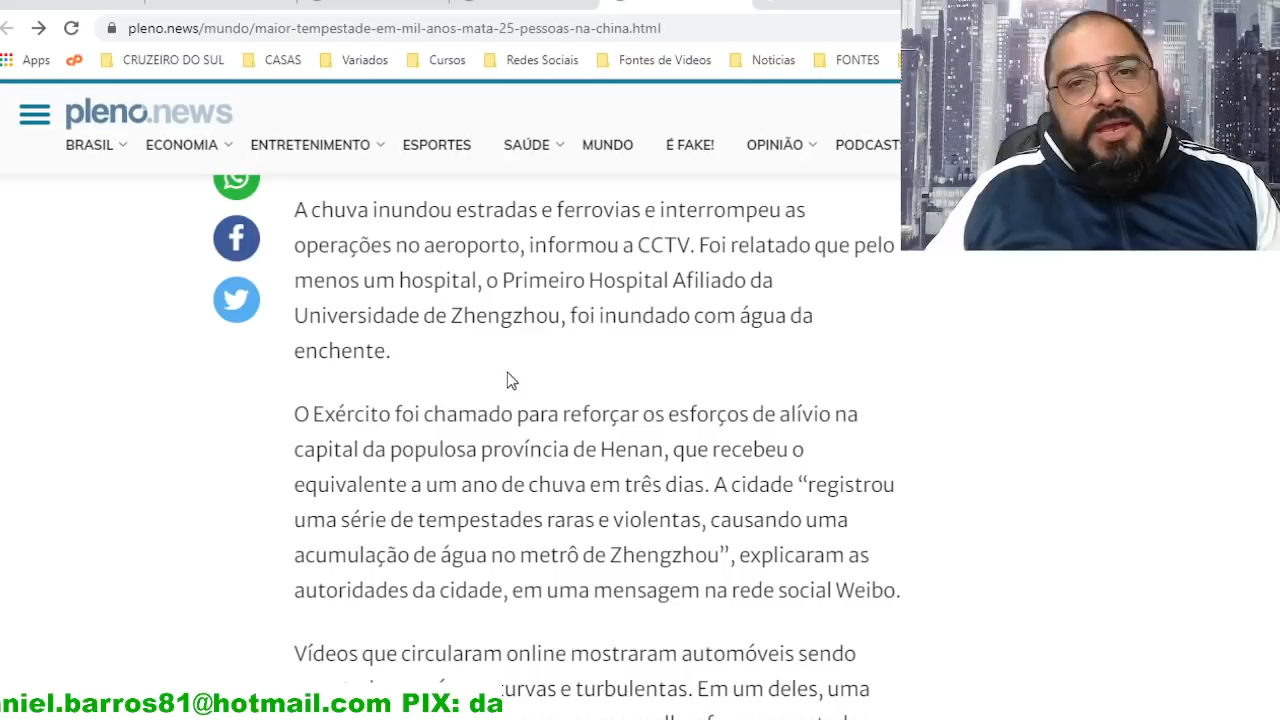 pleno.news/mundo/maior-tempestade-em-mil-anos-mata-25-pessoas-na-china.html
Apps CRUZEIRO DO SUL CASAS Variados Cursos Redes Sociais Fontes de Videos Noticias FONTES
pleno.news
BRASIL ECONOMIA ENTRETENIMENTO ESPORTES SAÚDE MUNDO É FAKE! OPINIÃO PODCASTS
A chuva inundou estradas e ferrovias e interrompeu as
operações no aeroporto, informou a CCTV. Foi relatado que pelo
menos um hospital, o Primeiro Hospital Afiliado da
Universidade de Zhengzhou, foi inundado com água da
enchente.
O Exército foi chamado para reforçar os esforços de alívio na
capital da populosa província de Henan, que recebeu o
equivalente a um ano de chuva em três dias. A cidade “registrou
uma série de tempestades raras e violentas, causando uma
acumulação de água no metrô de Zhengzhou”, explicaram as
autoridades da cidade, em uma mensagem na rede social Weibo.
Vídeos que circularam online mostraram automóveis sendo
turvas e turbulentas. Em um deles, uma
niel.barros81@hotmail.com PIX: da